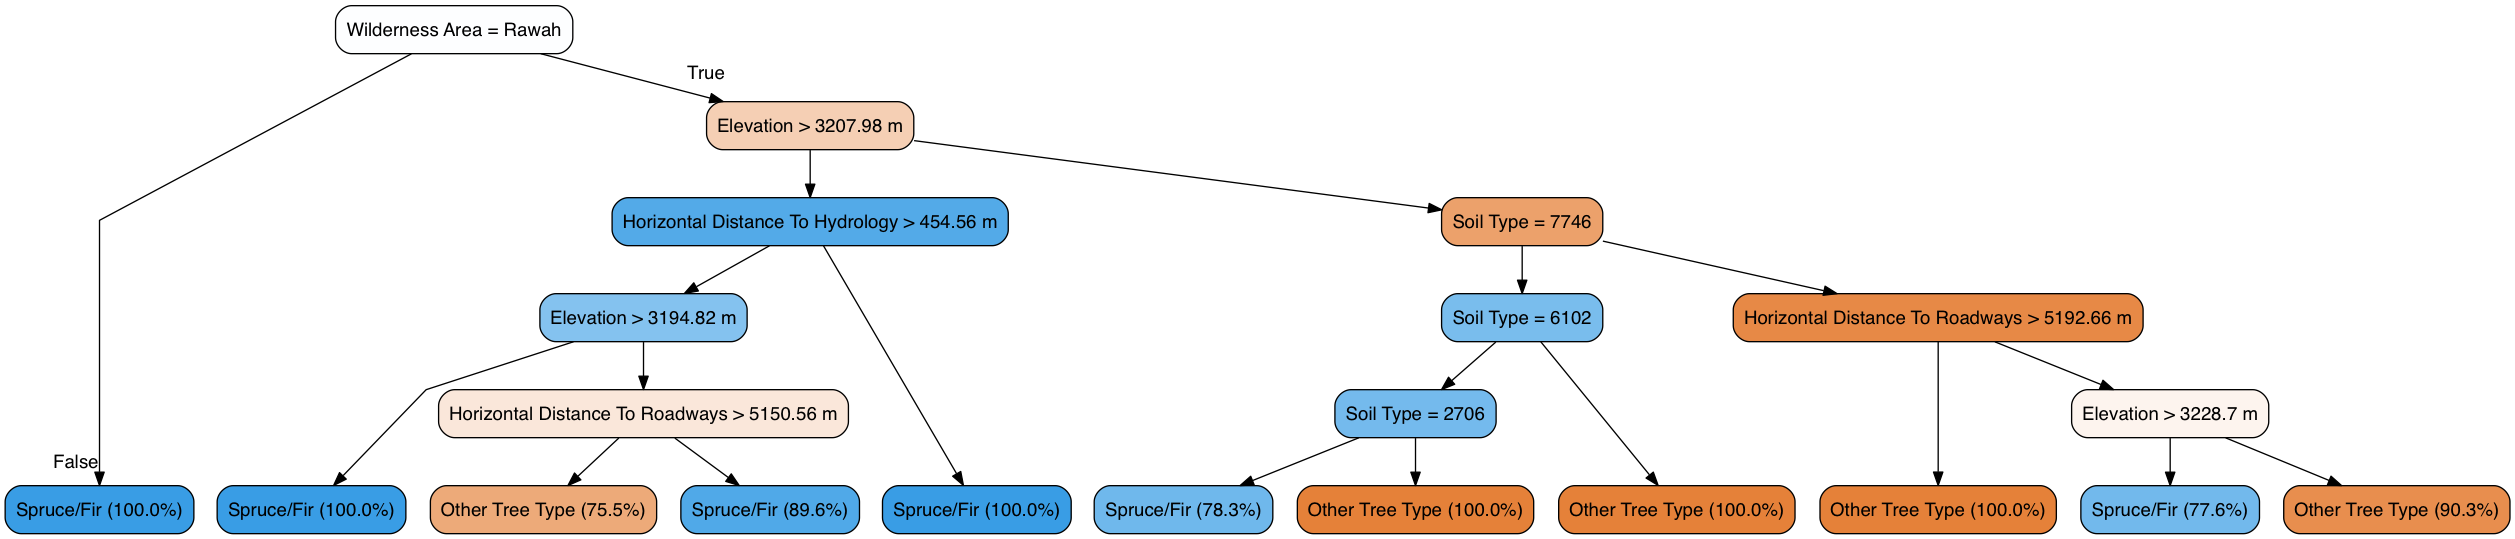 Wilderness Area = Rawah
True
Elevation > 3207.98 m
Horizontal Distance To Hydrology > 454.56 m
Soil Type = 7746
Elevation > 3194.82 m
Soil Type = 6102
Horizontal Distance To Roadways > 5192.66 m
Horizontal Distance To Roadways > 5150.56 m
Soil Type = 2706
Elevation > 3228.7 m
False
Spruce/Fir (100.0%)
Spruce/Fir (100.0%)
Other Tree Type (75.5%)
Spruce/Fir (89.6%)
Spruce/Fir (100.0%)
Spruce/Fir (78.3%)
Other Tree Type (100.0%)
Other Tree Type (100.0%)
Other Tree Type (100.0%)
Spruce/Fir (77.6%)
Other Tree Type (90.3%)